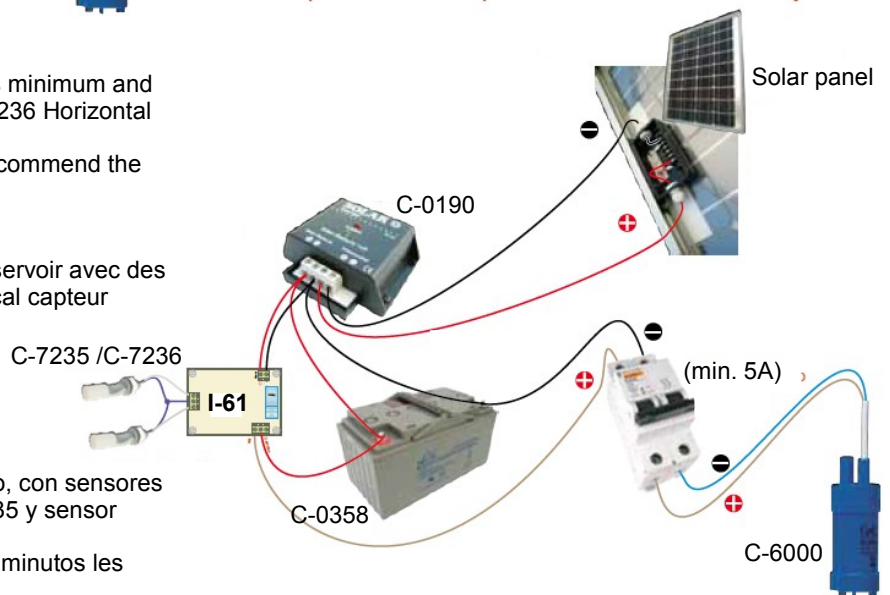 minimum and
236 Horizontal
commend the
servoir avec des
cal capteur
o, con sensores
35 y sensor
minutos les
Solar panel
C-0190
SOLAR
C-7235 /C-7236
I-61
(min. 5A)
C-0358
C-6000